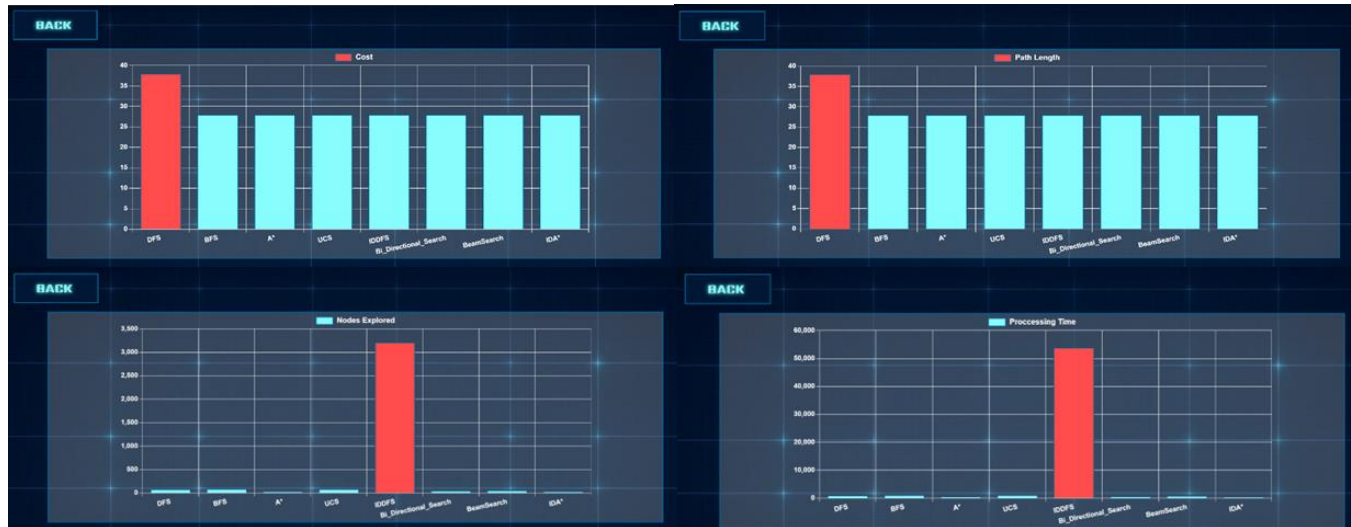 BACK
Cost
40
35
30
25
20
15
10
5
0
DFS BFS A* UCS IDDFS Bi_Directional_Search BeamSearch IDA*
BACK
Path Length
40
35
30
25
20
15
10
5
0
DFS BFS A* UCS IDDFS Bi_Directional_Search BeamSearch IDA*
BACK
Nodes Explored
3,500
3,000
2,500
2,000
1,500
1,000
500
0
DFS BFS A* UCS IDDFS Bi_Directional_Search BeamSearch IDA*
BACK
Proccessing Time
60,000
50,000
40,000
30,000
20,000
10,000
0
DFS BFS A* UCS IDDFS Bi_Directional_Search BeamSearch IDA*